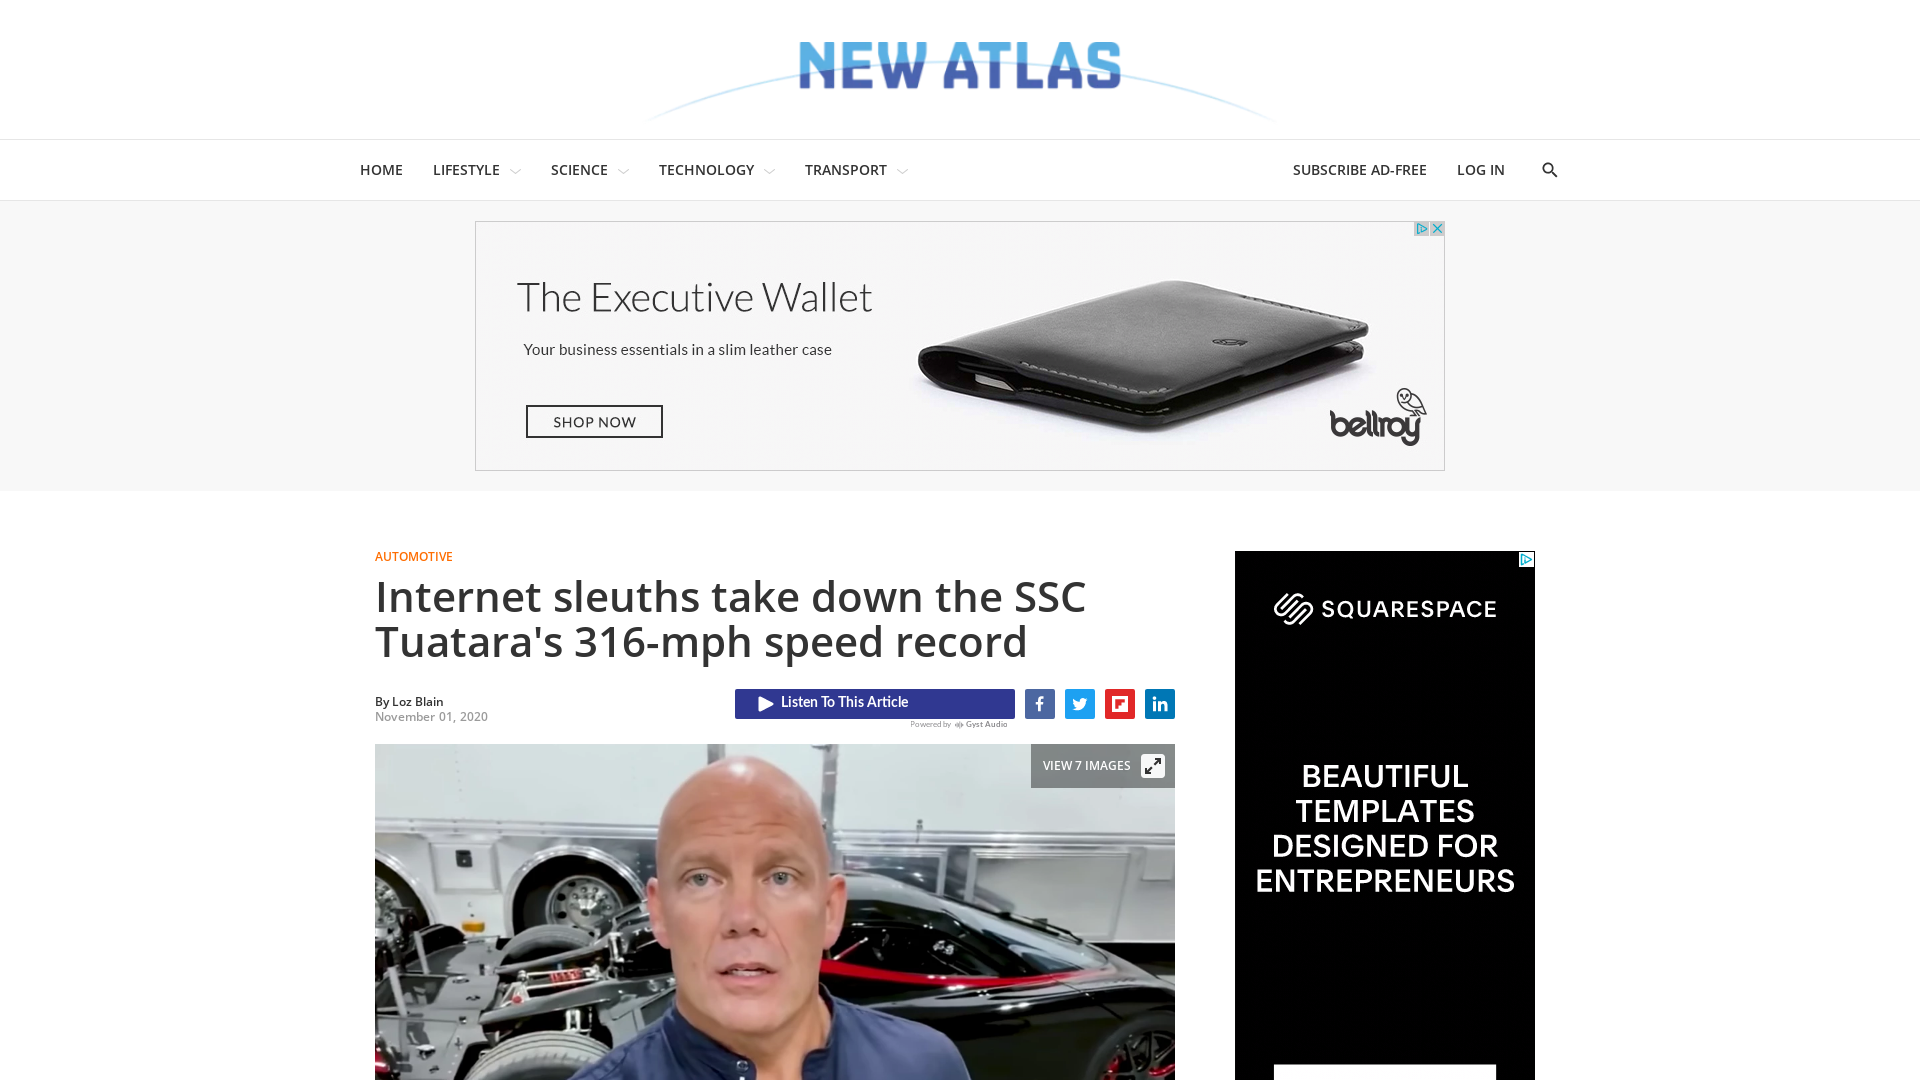 NEW ATLAS
HOME
LIFESTYLE
SCIENCE
TECHNOLOGY
TRANSPORT
SUBSCRIBE AD-FREE
LOG IN
The Executive Wallet
Your business essentials in a slim leather case
SHOP NOW
bellroy
AUTOMOTIVE
Internet sleuths take down the SSC
Tuatara's 316-mph speed record
By Loz Blain
November 01, 2020
Listen To This Article
Powered by Gyst Audio
VIEW 7 IMAGES
SQUARESPACE
BEAUTIFUL
TEMPLATES
DESIGNED FOR
ENTREPRENEURS